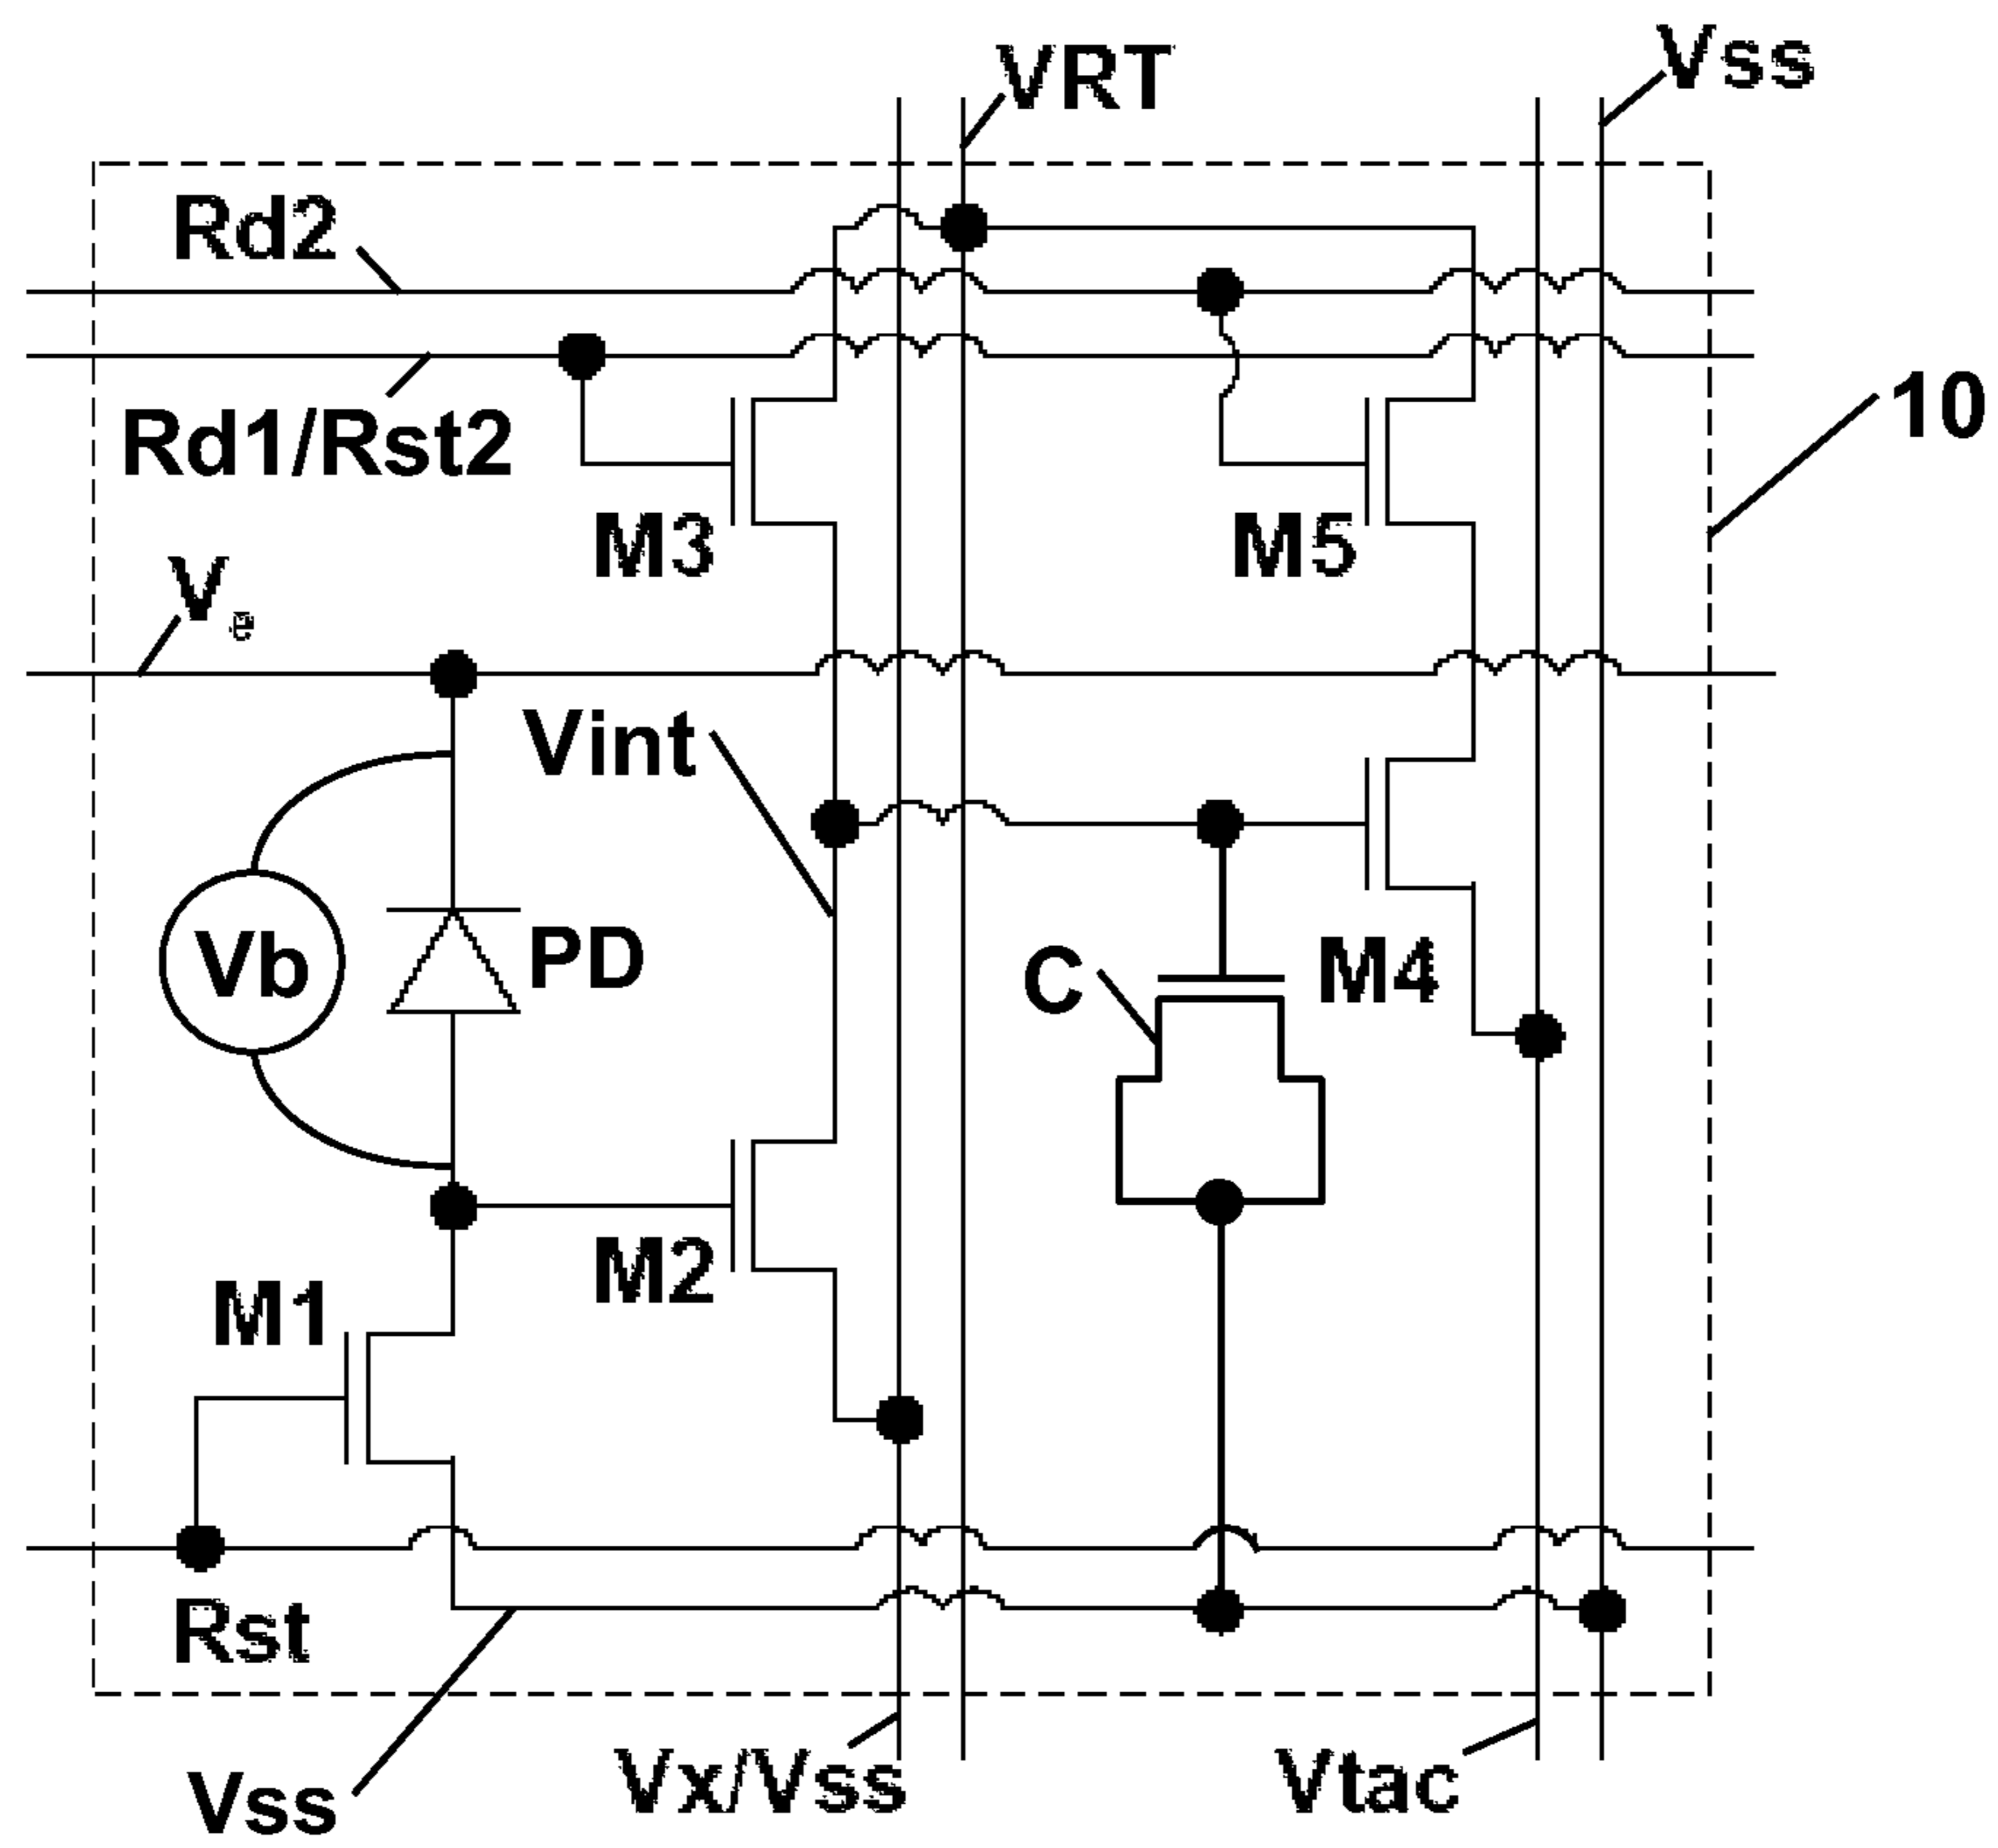 Vss
VRT
Rd2
10
Rd1/Rst2
M3
M5
Ve
Vint
PD
Vb
M4
C
M2
M1
Rst
Vx/Vss
Vtac
Vss